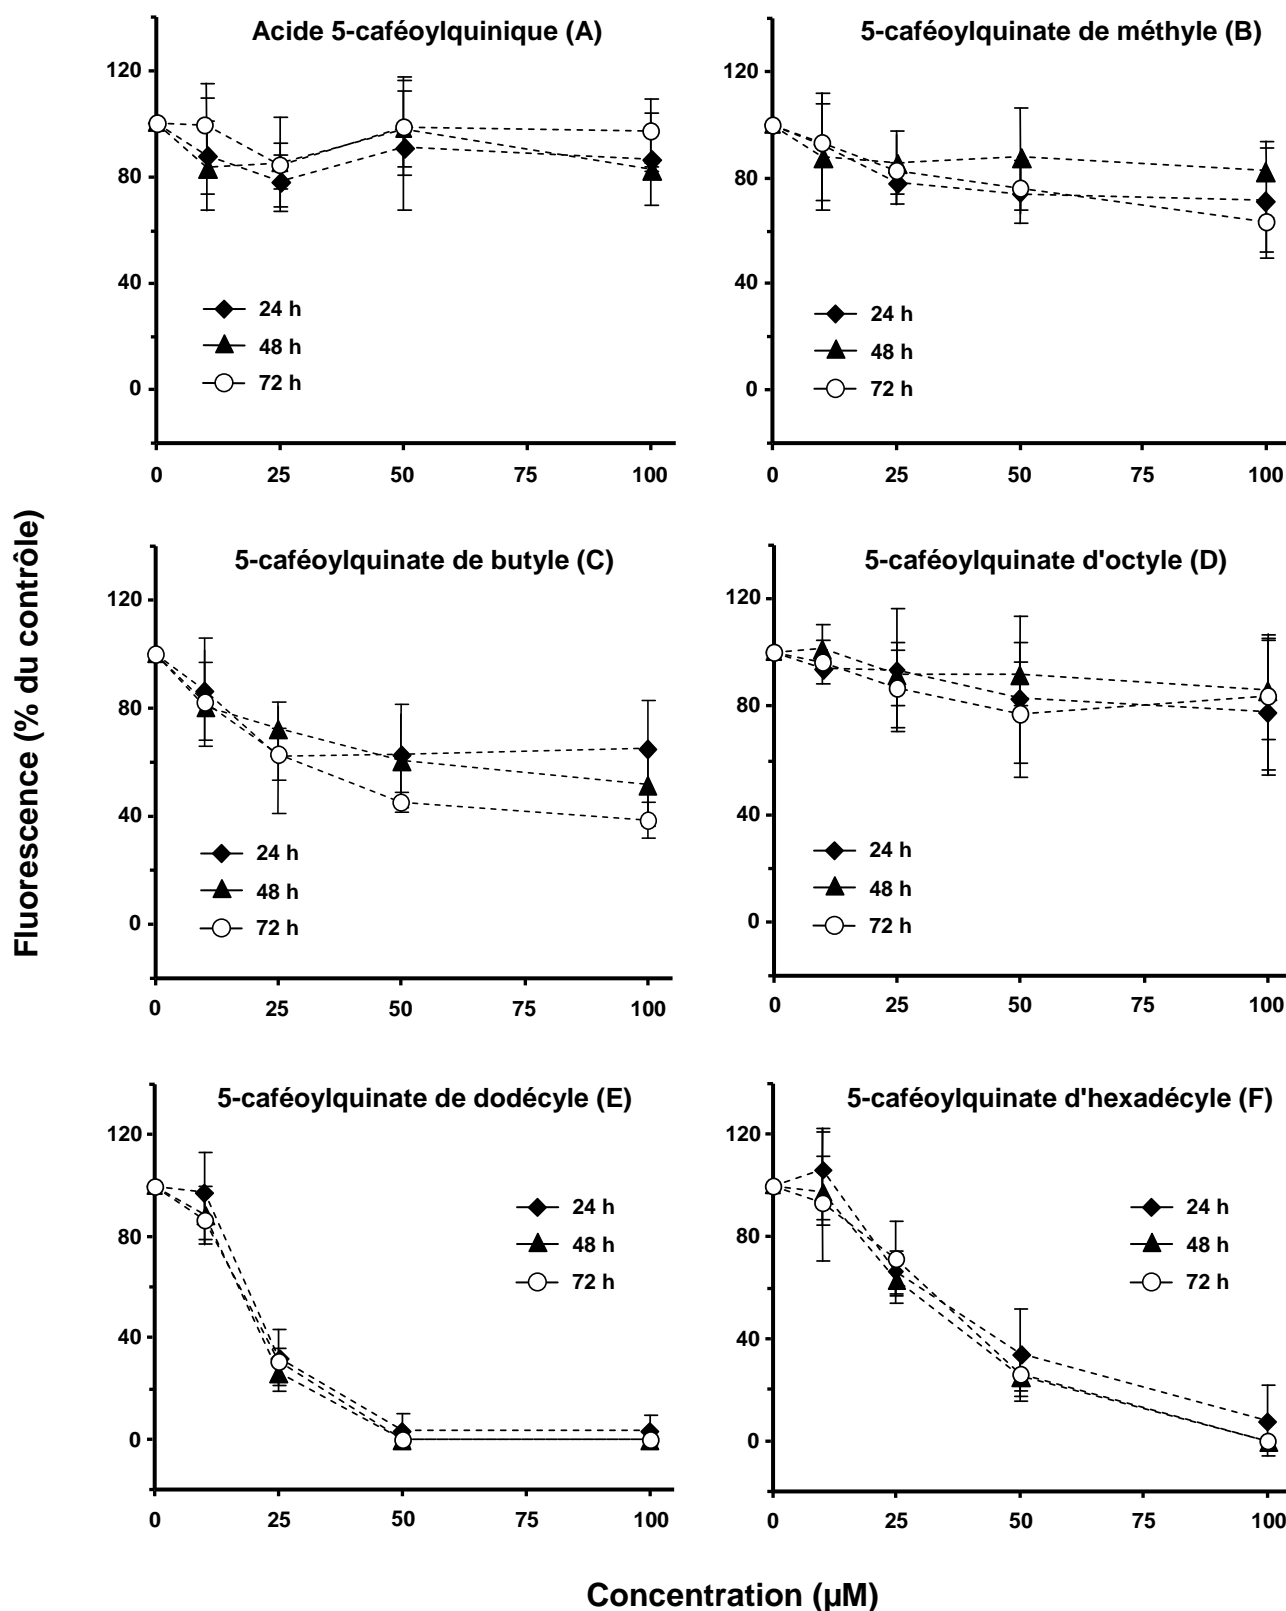 Acide 5-caféoylquinique (A)
120
80
40
0
24 h
48 h
72 h
0 25 50 75 100
5-caféoylquinate de méthyle (B)
120
80
40
0
24 h
48 h
72 h
0 25 50 75 100
Fluorescence (% du contrôle)
5-caféoylquinate de butyle (C)
120
80
40
0
24 h
48 h
72 h
0 25 50 75 100
5-caféoylquinate d'octyle (D)
120
80
40
0
24 h
48 h
72 h
0 25 50 75 100
5-caféoylquinate de dodécyle (E)
120
80
40
0
24 h
48 h
72 h
0 25 50 75 100
5-caféoylquinate d'hexadécyle (F)
120
80
40
0
24 h
48 h
72 h
0 25 50 75 100
Concentration (µM)